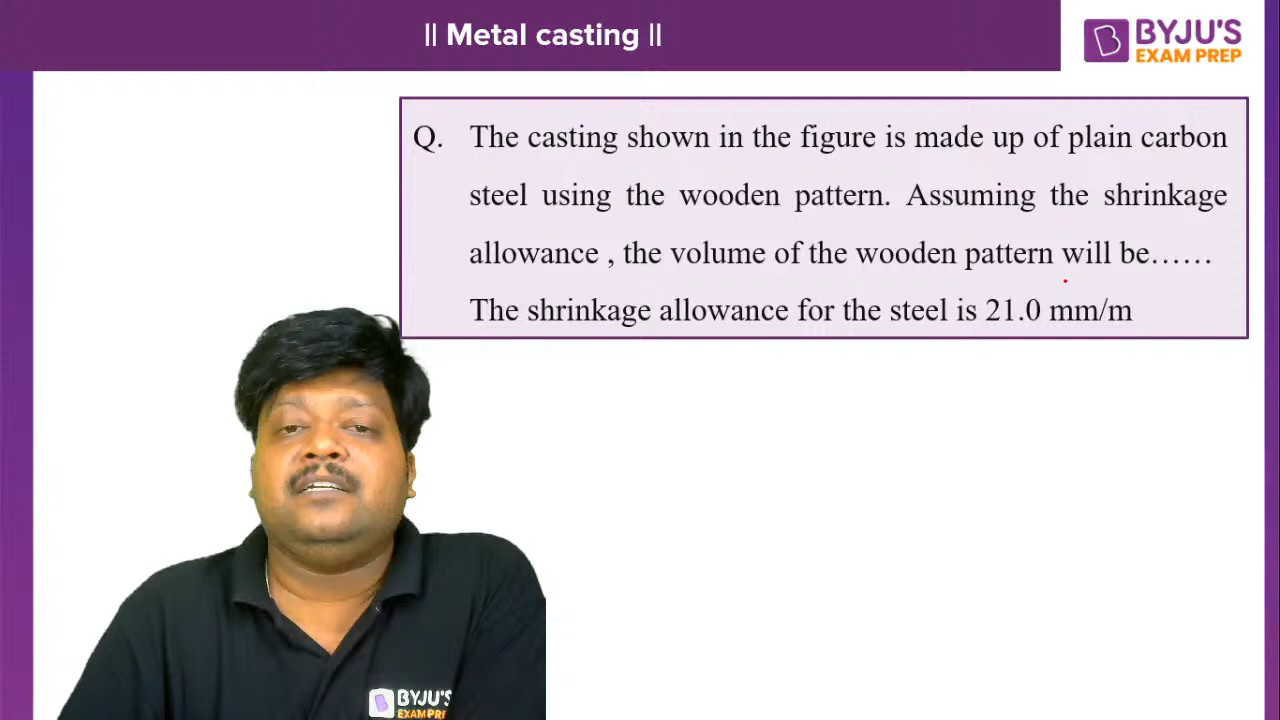 || Metal casting ||
BYJU'S
EXAM PREP
Q. The casting shown in the figure is made up of plain carbon
steel using the wooden pattern. Assuming the shrinkage
allowance , the volume of the wooden pattern will be......
The shrinkage allowance for the steel is 21.0 mm/m
BYJU'S
EXAM PREP